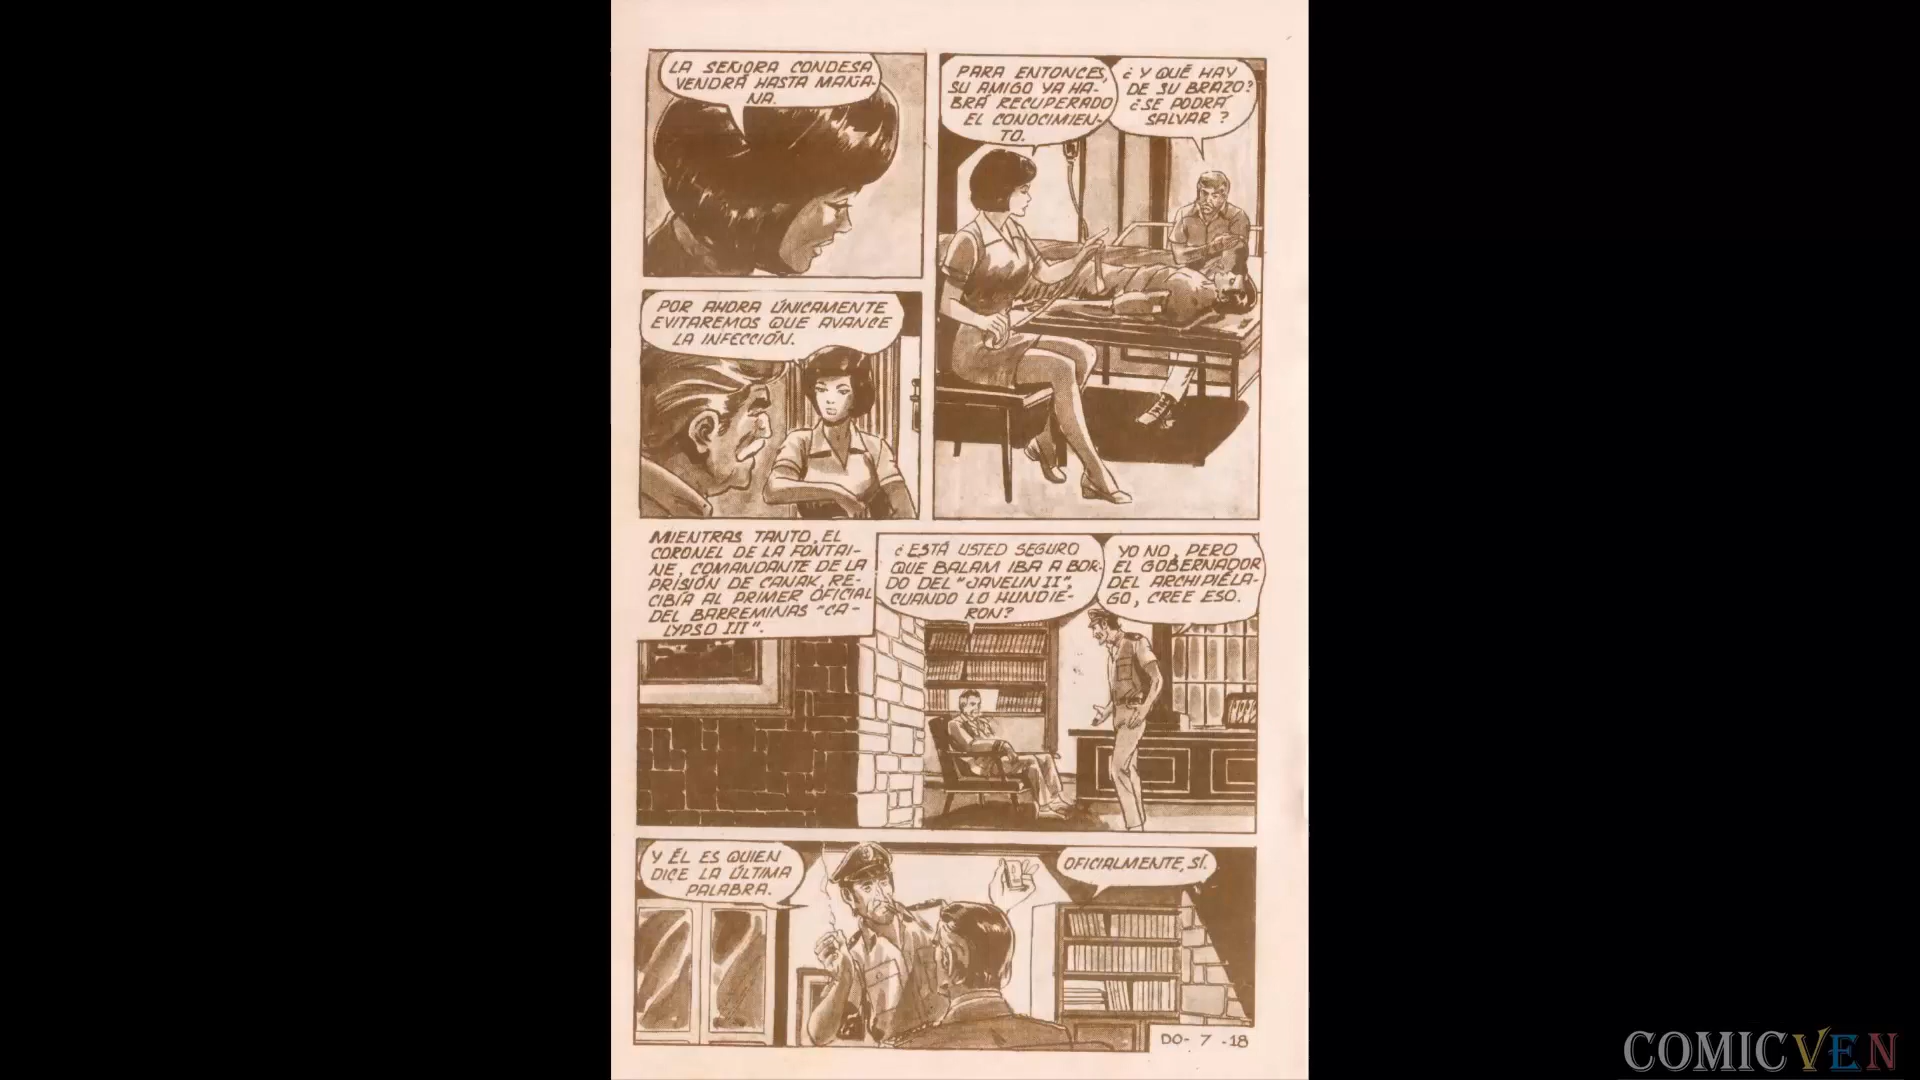 LA SEÑORA CONDESA
VENDRÁ HASTA MAÑA-
NA.
PARA ENTONCES,
SU AMIGO YA HA-
BRÁ RECUPERADO
EL CONOCIMIEN-
TO.
¿Y QUÉ HAY
DE SU BRAZO?
¿SE PODRÁ
SALVAR?
POR AHORA ÚNICAMENTE
EVITAREMOS QUE AVANCE
LA INFECCIÓN.
MIENTRAS TANTO, EL
CORONEL DE LA FONTAI-
NE, COMANDANTE DE LA
PRISIÓN DE CANAK, RE-
CIBÍA AL PRIMER OFICIAL
DEL BARREMINAS "CA-
LYPSO III".
¿ESTÁ USTED SEGURO
QUE BALAM IBA A BOR-
DO DEL "JAVELIN II",
CUANDO LO HUNDIE-
RON?
YO NO, PERO
EL GOBERNADOR
DEL ARCHIPIÉLA-
GO, CREE ESO.
Y ÉL ES QUIEN
DICE LA ÚLTIMA
PALABRA.
OFICIALMENTE, SÍ.
DO- 7 -18
COMICVEN